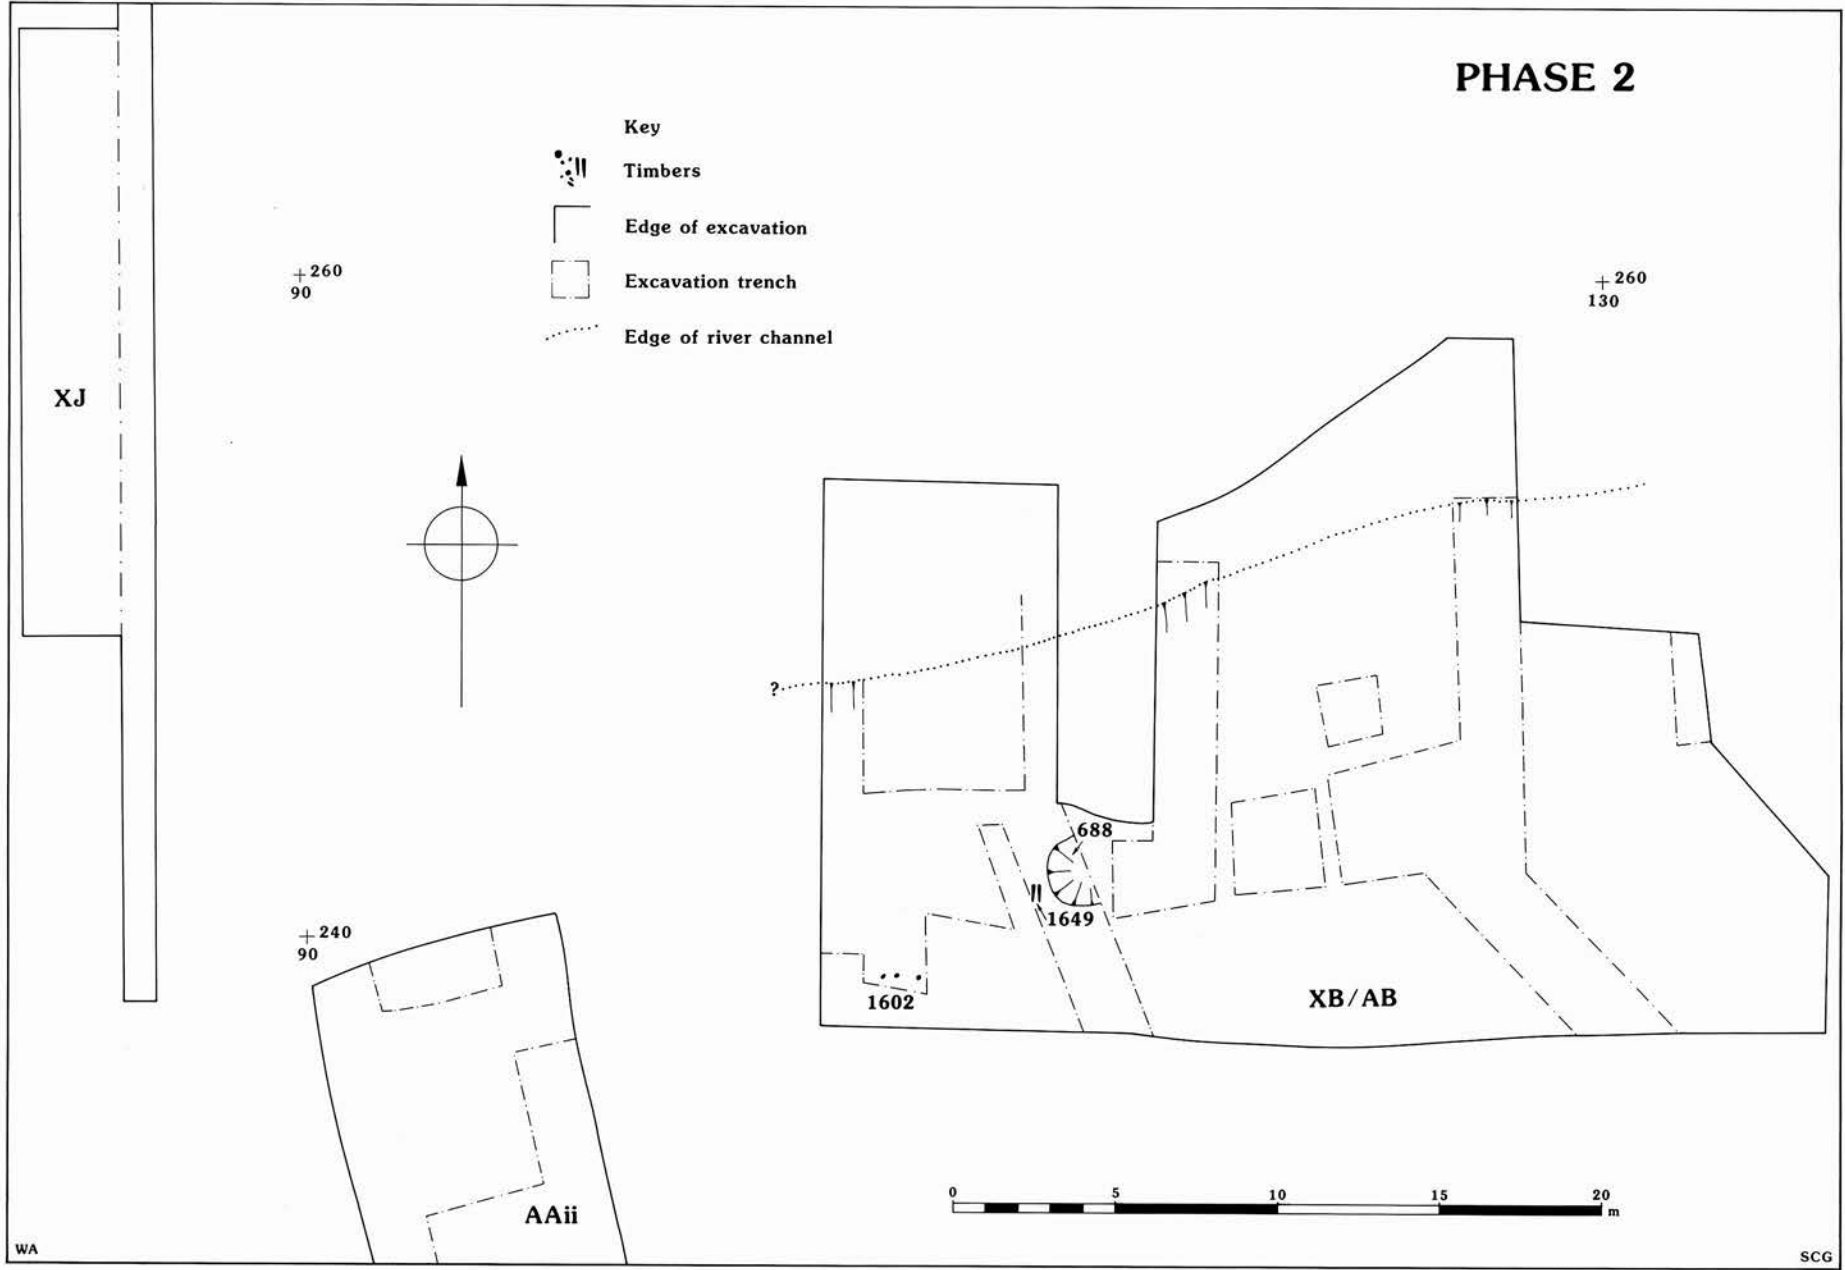 PHASE 2
Key
Timbers
Edge of excavation
Excavation trench
Edge of river channel
+260
90
+260
130
XJ
?
688
1649
+240
90
1602
XB/AB
AAii
0 5 10 15 20
m
WA
SCG